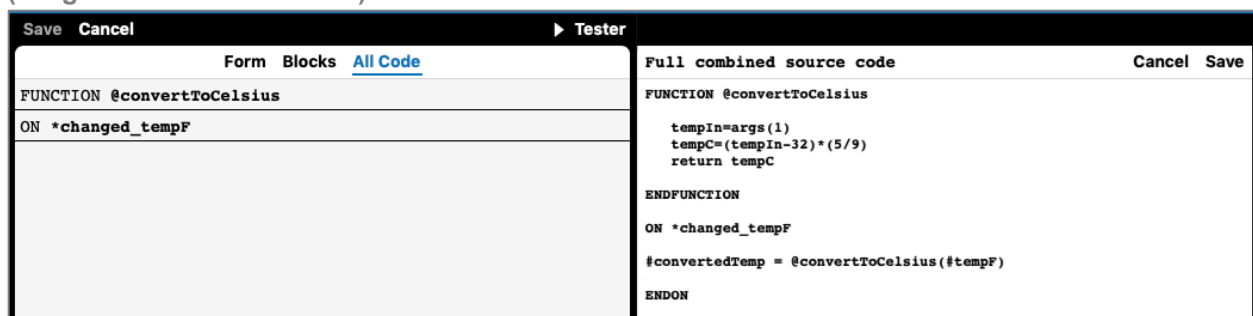 Save Cancel Tester
Form Blocks All Code
FUNCTION @convertToCelsius
ON *changed_tempF
Full combined source code Cancel Save
FUNCTION @convertToCelsius
tempIn=args(1)
tempC=(tempIn-32)*(5/9)
return tempC
ENDFUNCTION
ON *changed_tempF
#convertedTemp = @convertToCelsius(#tempF)
ENDON